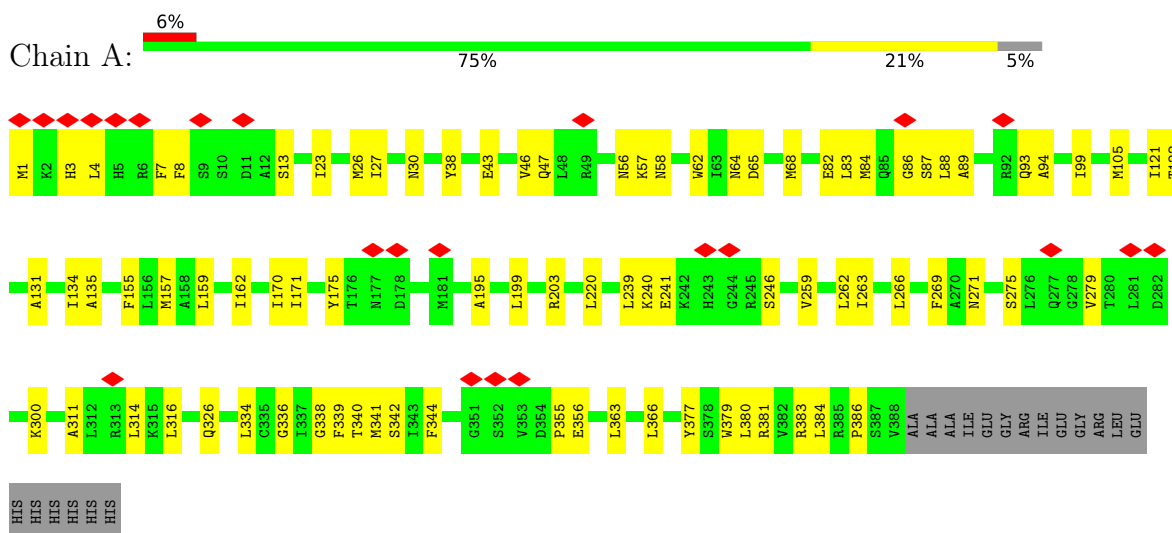 6%
Chain A:
75% 21% 5%
M1 K2 H3 L4 H5 R6 F7 F8 S9 S10 D11 A12 S13 I23 M26 I27 N30 Y38 E43 V46 Q47 L48 R49 N56 K57 N58 W62 I63 N64 D65 M68 E82 L83 M84 Q85 G86 S87 L88 A89 R92 Q93 A94 I99 M105 I121
A131 I134 A135 F155 L156 M157 A158 L159 I162 I170 I171 Y175 T176 N177 D178 M181 A195 L199 R203 L220 L239 K240 E241 K242 H243 G244 R245 S246 V259 L262 I263 L266 F269 A270 N271 S275 L276 Q277 G278 V279 T280 L281 D282
K300 A311 L312 R313 L314 K315 L316 Q326 L334 C335 G336 I337 G338 F339 T340 M341 S342 I343 F344 G351 S352 V353 D354 P355 E356 L363 L366 Y377 S378 W379 L380 R381 V382 R383 L384 R385 P386 S387 V388 ALA ALA ALA ILE GLU GLY ARG ILE GLU GLY ARG LEU GLU
HIS HIS HIS HIS HIS HIS